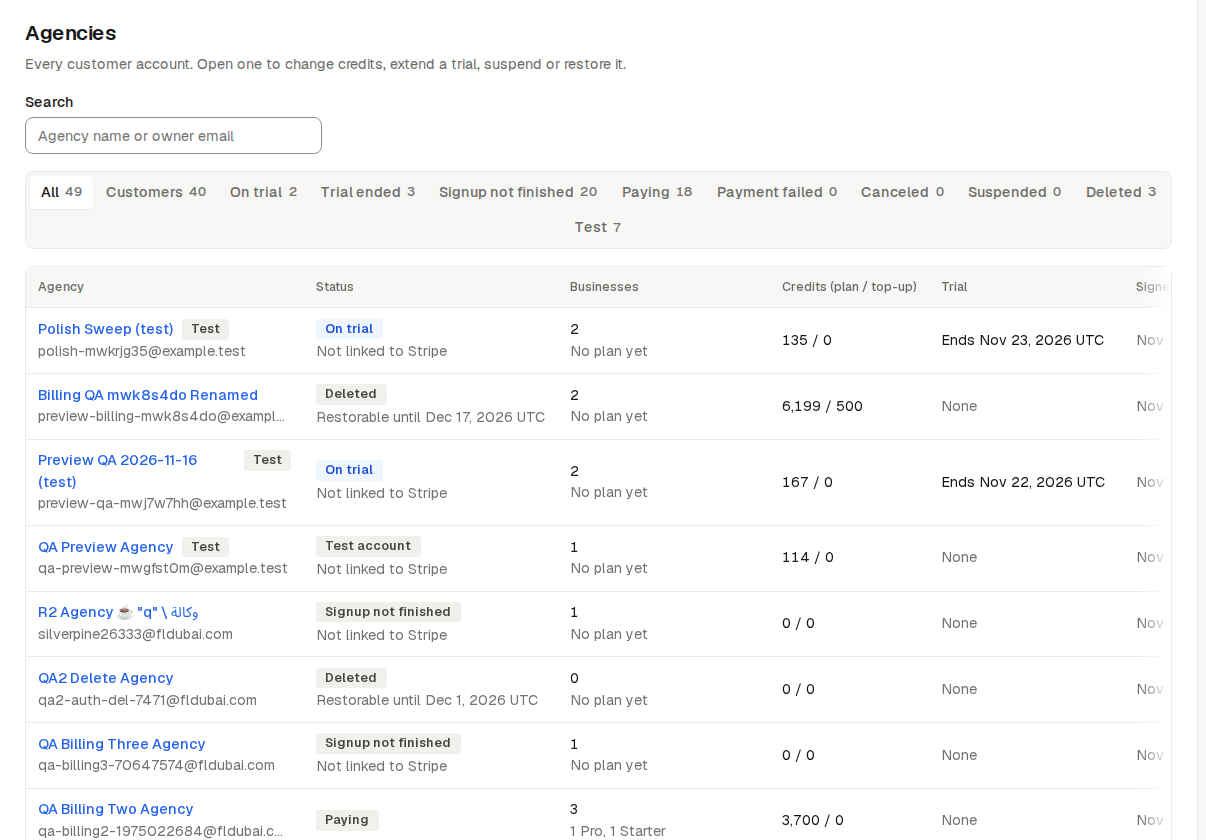 Agencies
Every customer account. Open one to change credits, extend a trial, suspend or restore it.
Search
Agency name or owner email
All 49 Customers 40 On trial 2 Trial ended 3 Signup not finished 20 Paying 18 Payment failed 0 Canceled 0 Suspended 0 Deleted 3
Test 7
Agency Status Businesses Credits (plan / top-up) Trial Signe
Polish Sweep (test) Test On trial 2 135 / 0 Ends Nov 23, 2026 UTC Nov
polish-mwkrjg35@example.test Not linked to Stripe No plan yet
Billing QA mwk8s4do Renamed Deleted 2 6,199 / 500 None Nov
preview-billing-mwk8s4do@exampl... Restorable until Dec 17, 2026 UTC No plan yet
Preview QA 2026-11-16 Test On trial 2 167 / 0 Ends Nov 22, 2026 UTC Nov
(test)
preview-qa-mwj7w7hh@example.test Not linked to Stripe No plan yet
QA Preview Agency Test Test account 1 114 / 0 None Nov
qa-preview-mwgfst0m@example.test Not linked to Stripe No plan yet
R2 Agency ☕ "q" \ وكالة Signup not finished 1 0 / 0 None Nov
silverpine26333@fldubai.com Not linked to Stripe No plan yet
QA2 Delete Agency Deleted 0 0 / 0 None Nov
qa2-auth-del-7471@fldubai.com Restorable until Dec 1, 2026 UTC No plan yet
QA Billing Three Agency Signup not finished 1 0 / 0 None Nov
qa-billing3-70647574@fldubai.com Not linked to Stripe No plan yet
QA Billing Two Agency Paying 3 3,700 / 0 None Nov
qa-billing2-1975022684@fldubai.c... 1 Pro, 1 Starter